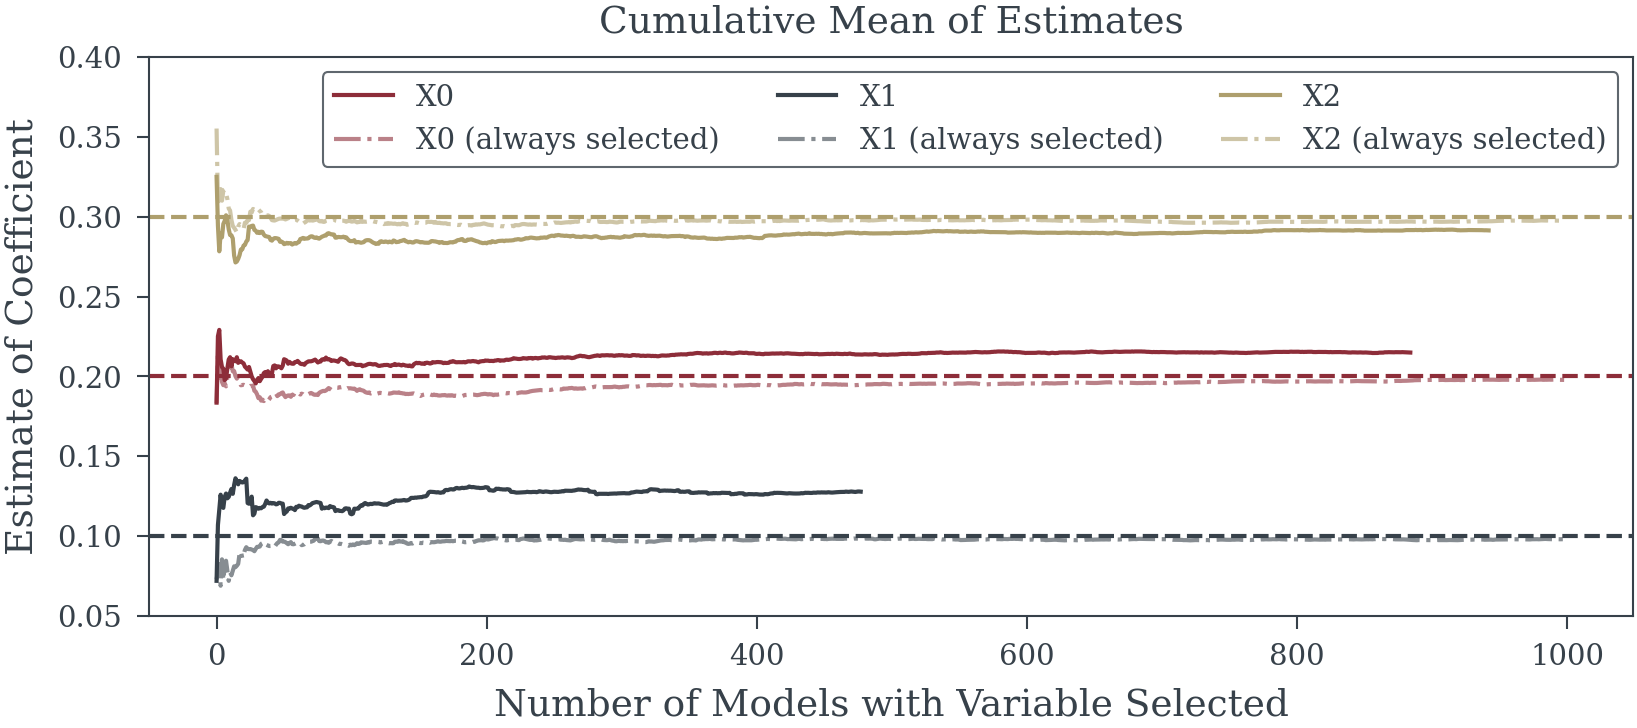 Cumulative Mean of Estimates
0.40
0.35
0.30
0.25
0.20
0.15
0.10
0.05
Estimate of Coefficient
X0
X1
X2
X0 (always selected)
X1 (always selected)
X2 (always selected)
0
200
400
600
800
1000
Number of Models with Variable Selected